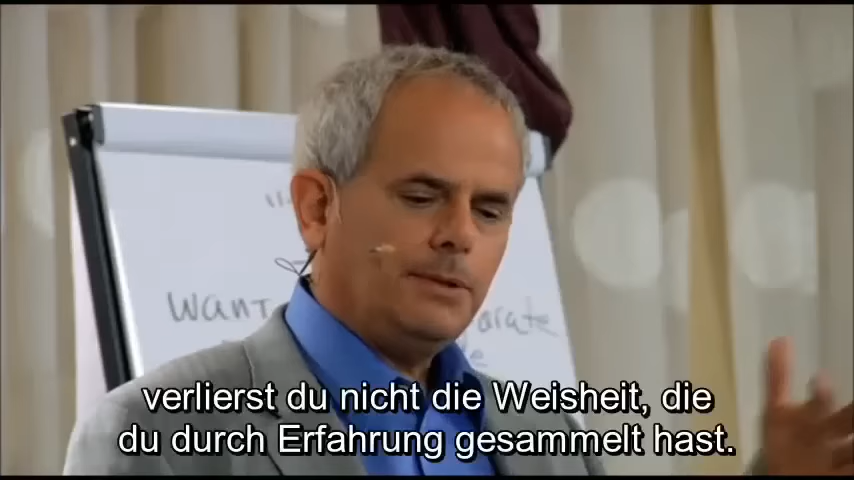 Want
verlierst du nicht die Weisheit, die
du durch Erfahrung gesammelt hast.